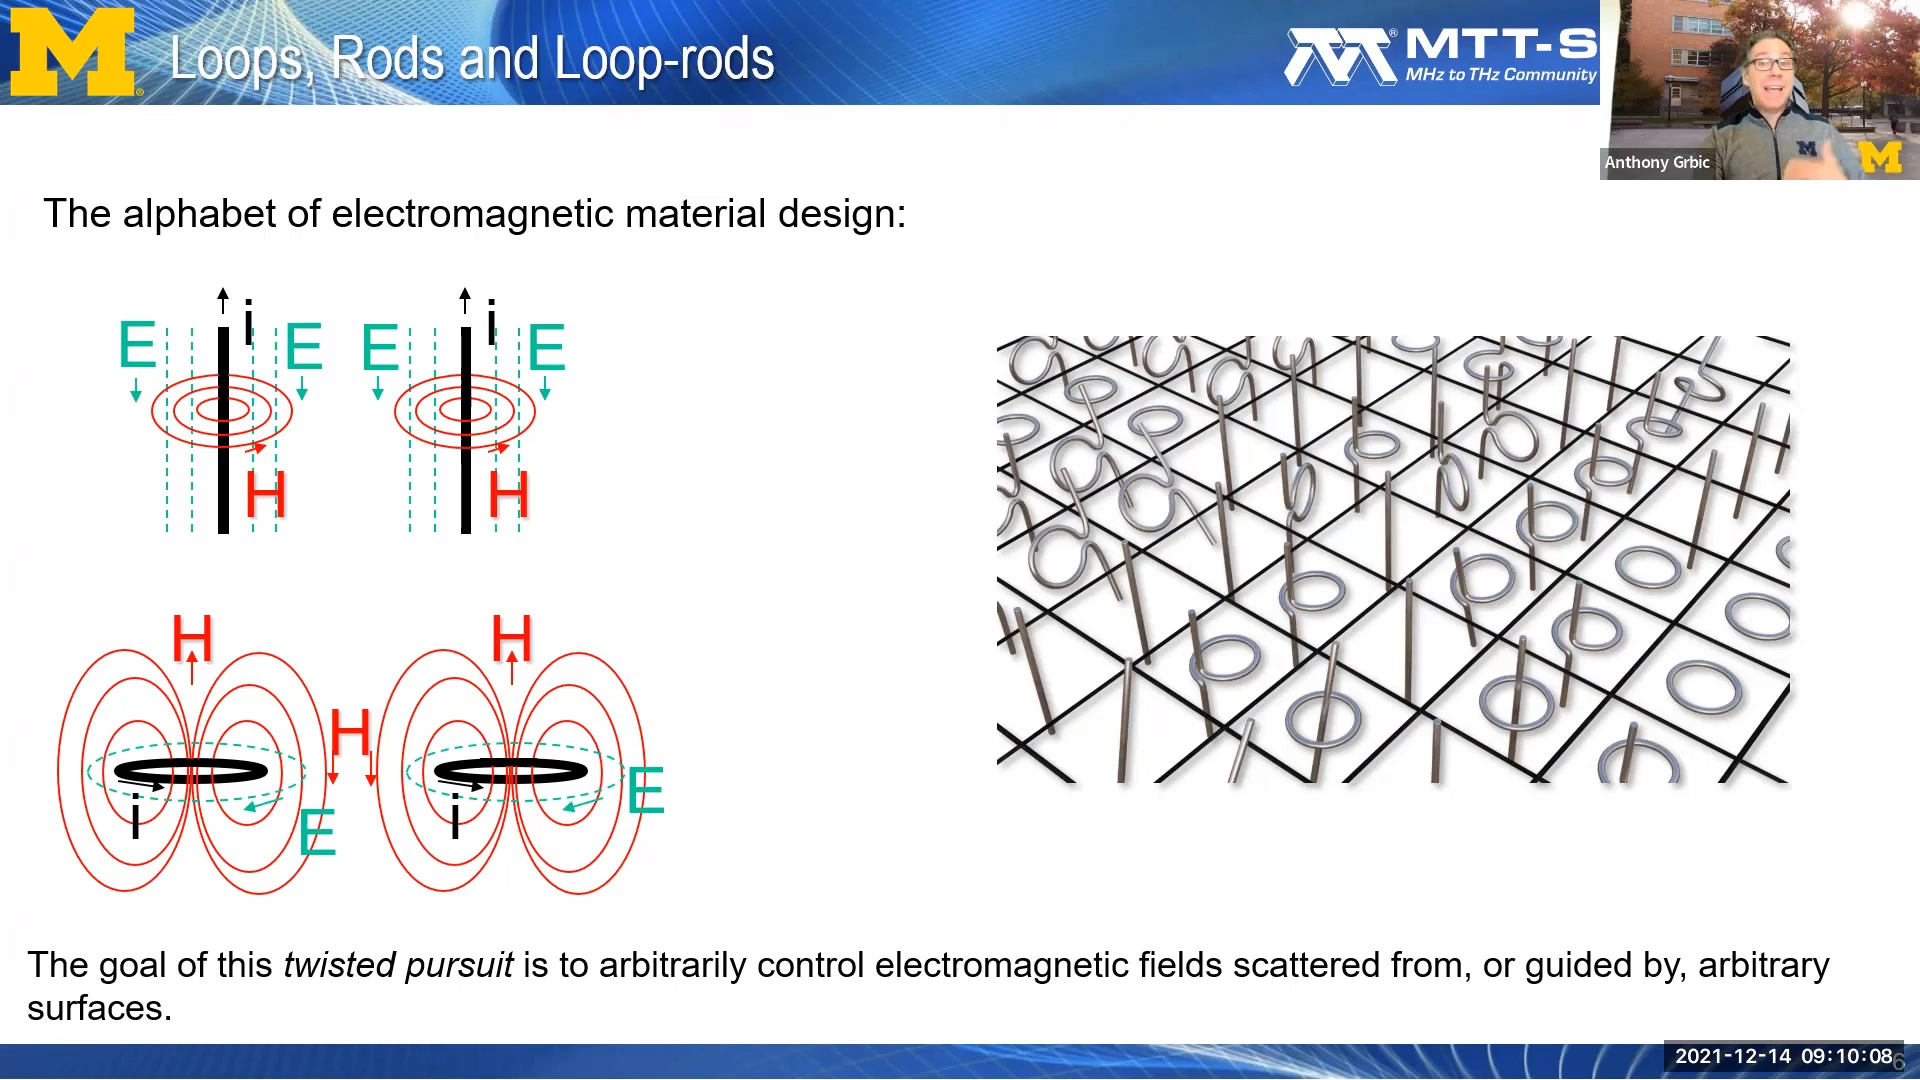 M
Loops, Rods and Loop-rods
MTT-S
MHz to THz Community
®
Anthony Grbic
M
M
The alphabet of electromagnetic material design:
i
i
E
E
E
E
H
H
H
H
H
i
i
E
E
The goal of this twisted pursuit is to arbitrarily control electromagnetic fields scattered from, or guided by, arbitrary
surfaces.
2021-12-14 09:10:08
6